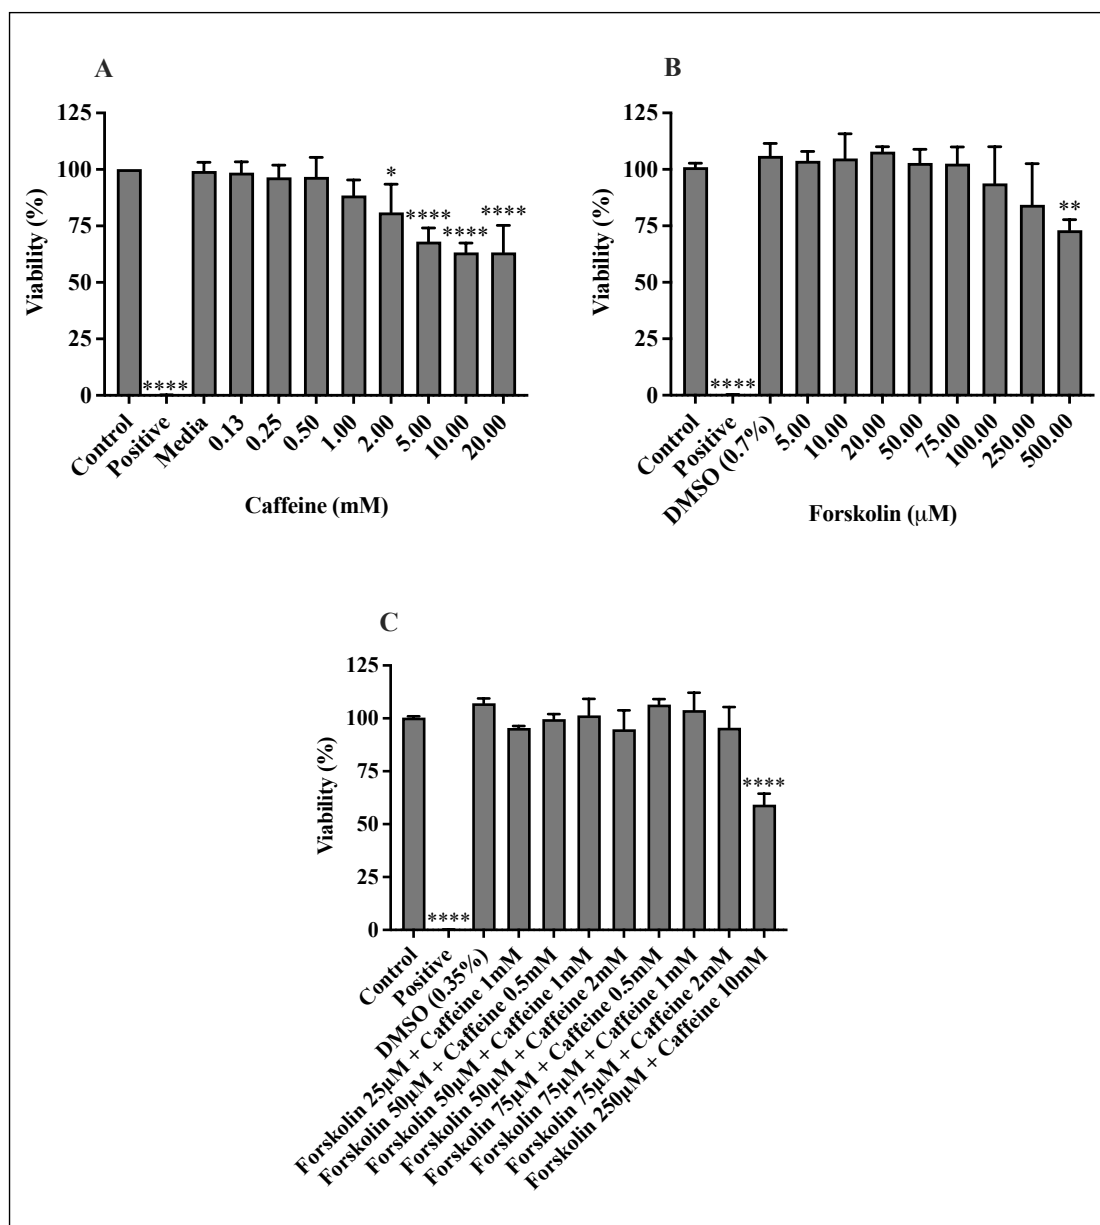 A
Viability (%)
125
100
75
50
25
0
****
*
****
****
****
Control
Positive
Media
0.13
0.25
0.50
1.00
2.00
5.00
10.00
20.00
Caffeine (mM)
B
Viability (%)
125
100
75
50
25
0
****
**
Control
Positive
DMSO (0.7%)
5.00
10.00
20.00
50.00
75.00
100.00
250.00
500.00
Forskolin (μM)
C
Viability (%)
125
100
75
50
25
0
****
****
Control
Positive
DMSO (0.35%)
Forskolin 25μM + Caffeine 1mM
Forskolin 50μM + Caffeine 0.5mM
Forskolin 50μM + Caffeine 1mM
Forskolin 50μM + Caffeine 2mM
Forskolin 75μM + Caffeine 0.5mM
Forskolin 75μM + Caffeine 1mM
Forskolin 75μM + Caffeine 2mM
Forskolin 250μM + Caffeine 10mM